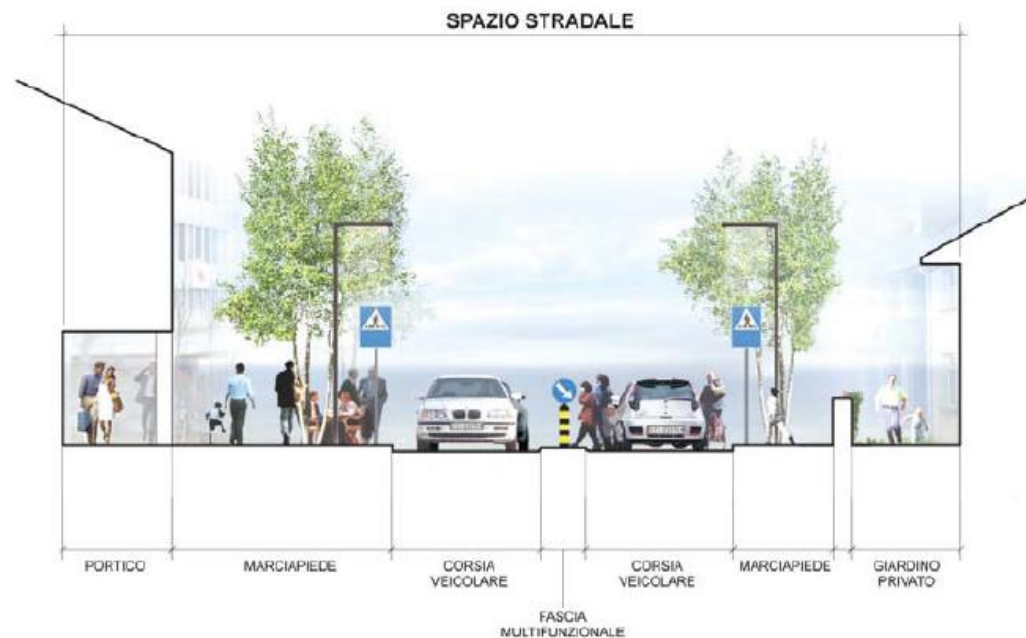 SPAZIO STRADALE
PORTICO
MARCIAPIEDE
CORSIA
VEICOLARE
FASCIA
MULTIFUNZIONALE
CORSIA
VEICOLARE
MARCIAPIEDE
GIARDINO
PRIVATO